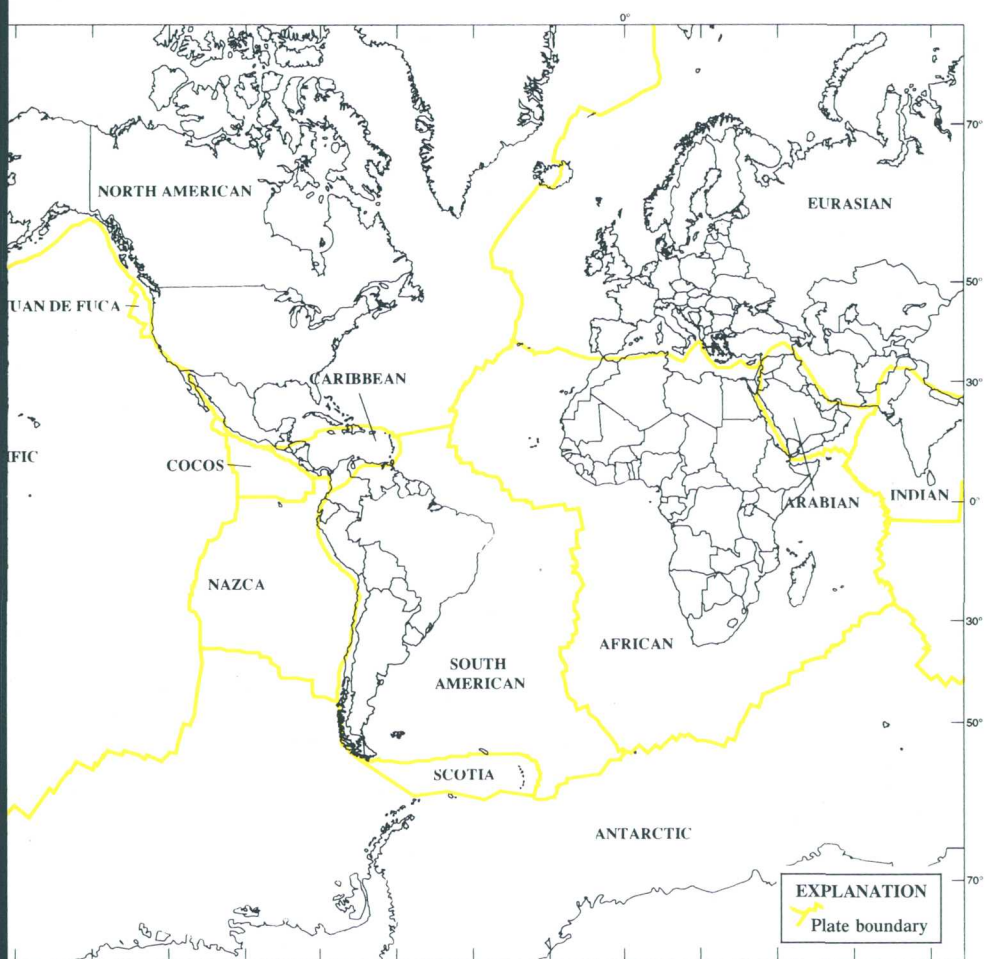 0°
70°
NORTH AMERICAN
EURASIAN
50°
UAN DE FUCA
30°
CARIBBEAN
IFIC
COCOS
ARABIAN
INDIAN
0°
NAZCA
30°
AFRICAN
SOUTH
AMERICAN
50°
SCOTIA
ANTARCTIC
70°
EXPLANATION
Plate boundary